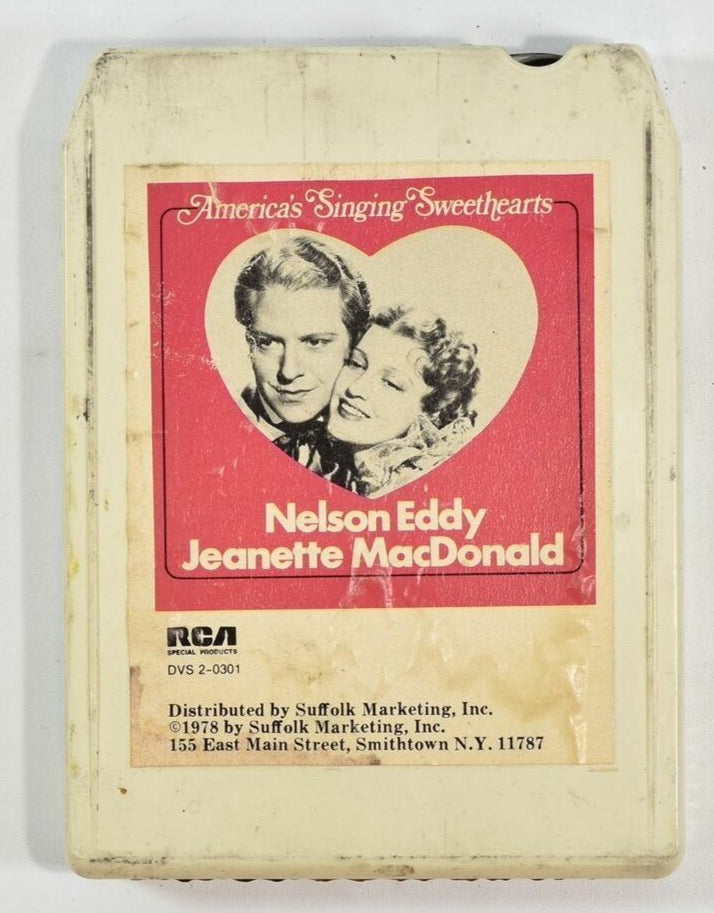 America's Singing Sweethearts
Nelson Eddy
Jeanette MacDonald
RCA
SPECIAL PRODUCTS
DVS 2-0301
Distributed by Suffolk Marketing, Inc.
©1978 by Suffolk Marketing, Inc.
155 East Main Street, Smithtown N.Y. 11787